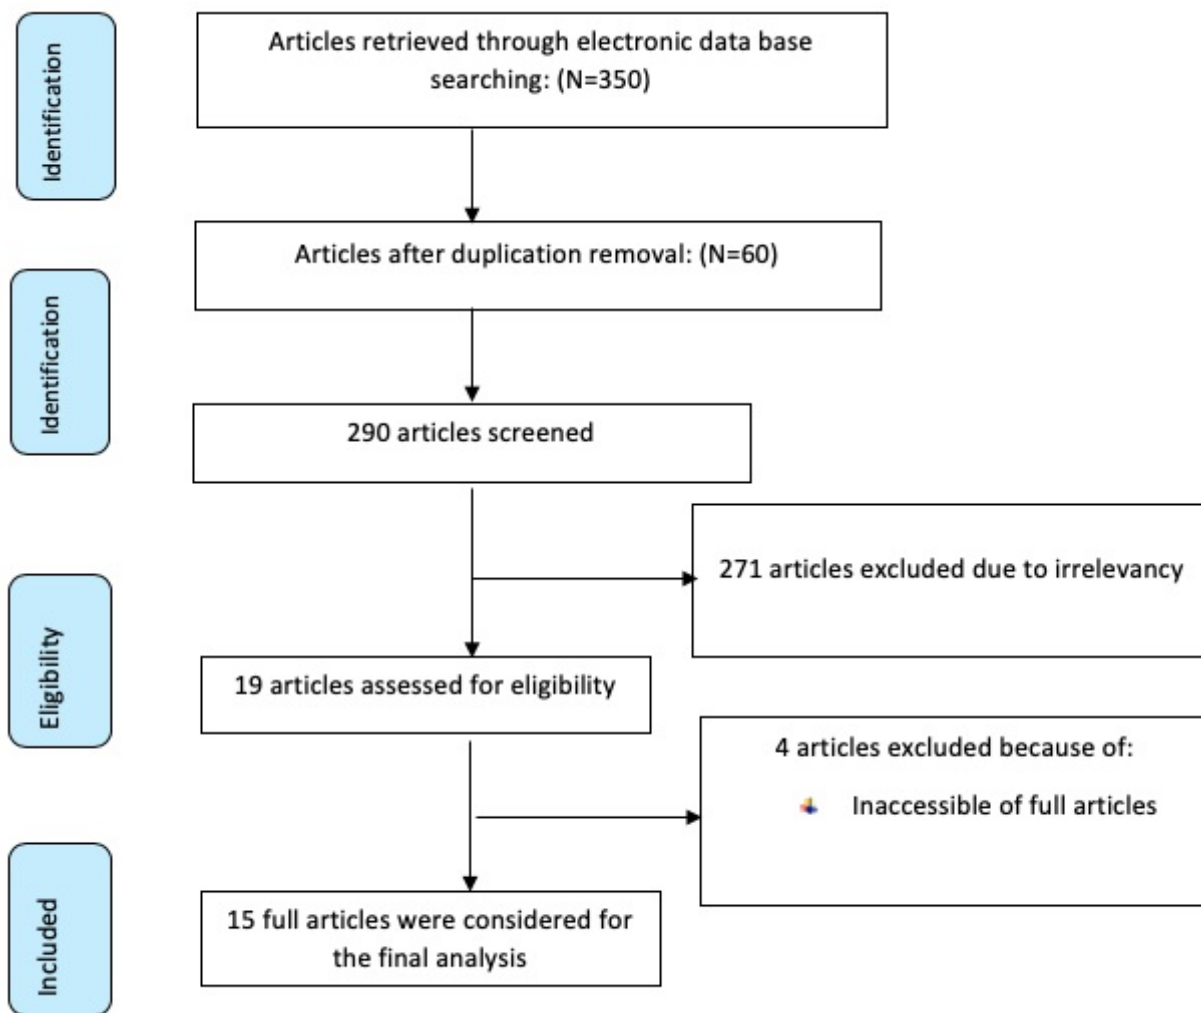 Identification
Articles retrieved through electronic data base
searching: (N=350)
Identification
Articles after duplication removal: (N=60)
290 articles screened
271 articles excluded due to irrelevancy
Eligibility
19 articles assessed for eligibility
4 articles excluded because of:
Inaccessible of full articles
Included
15 full articles were considered for
the final analysis